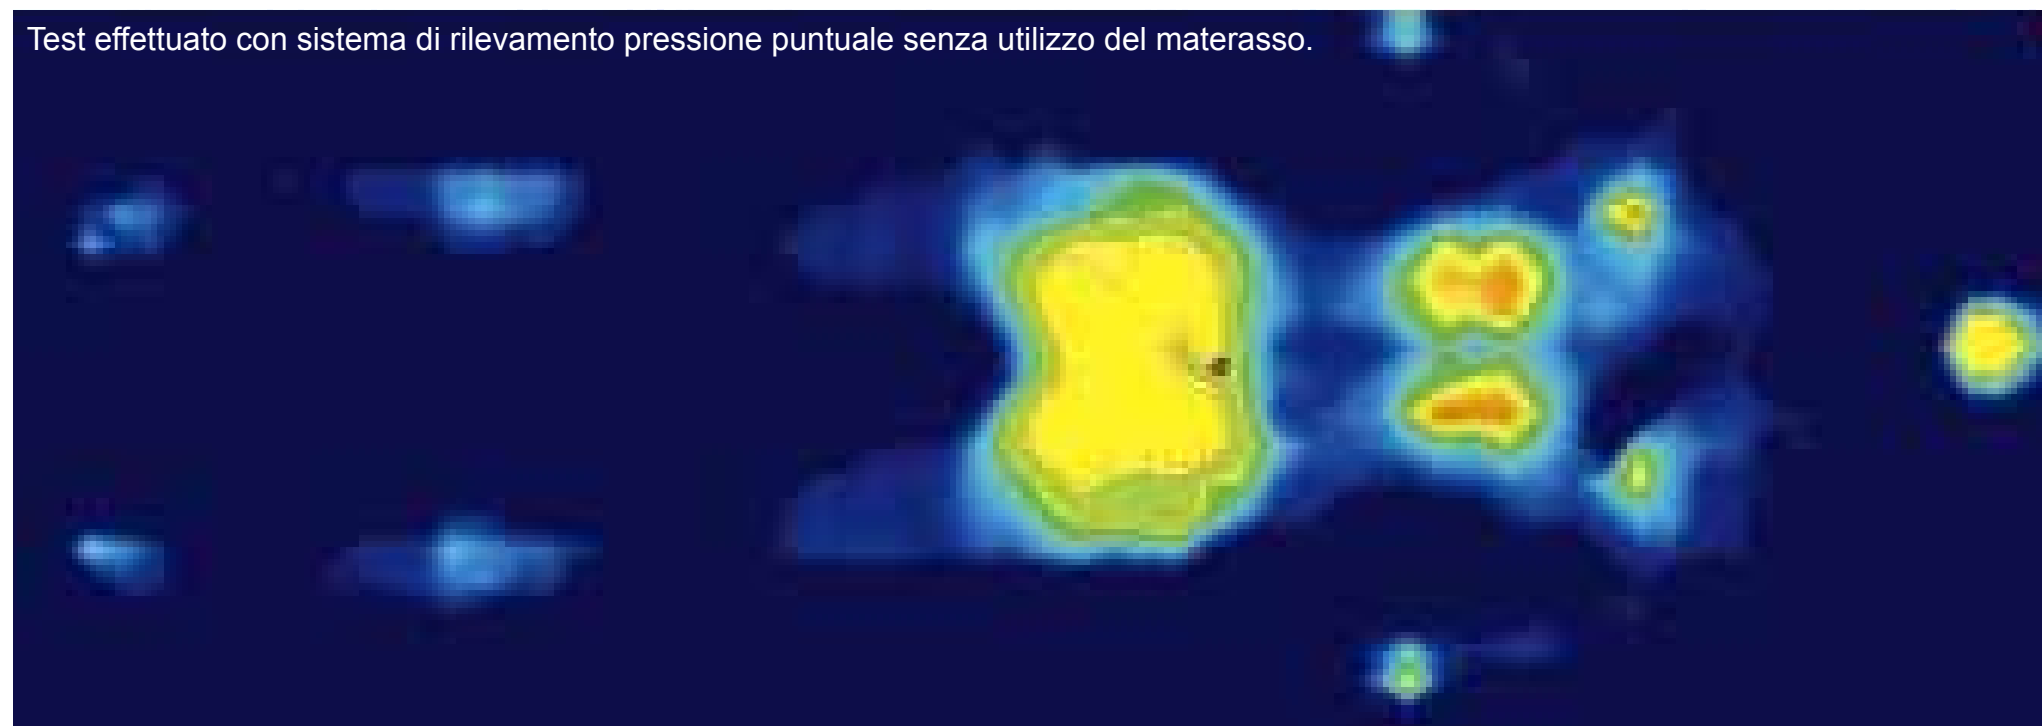 Test effettuato con sistema di rilevamento pressione puntuale senza utilizzo del materasso.